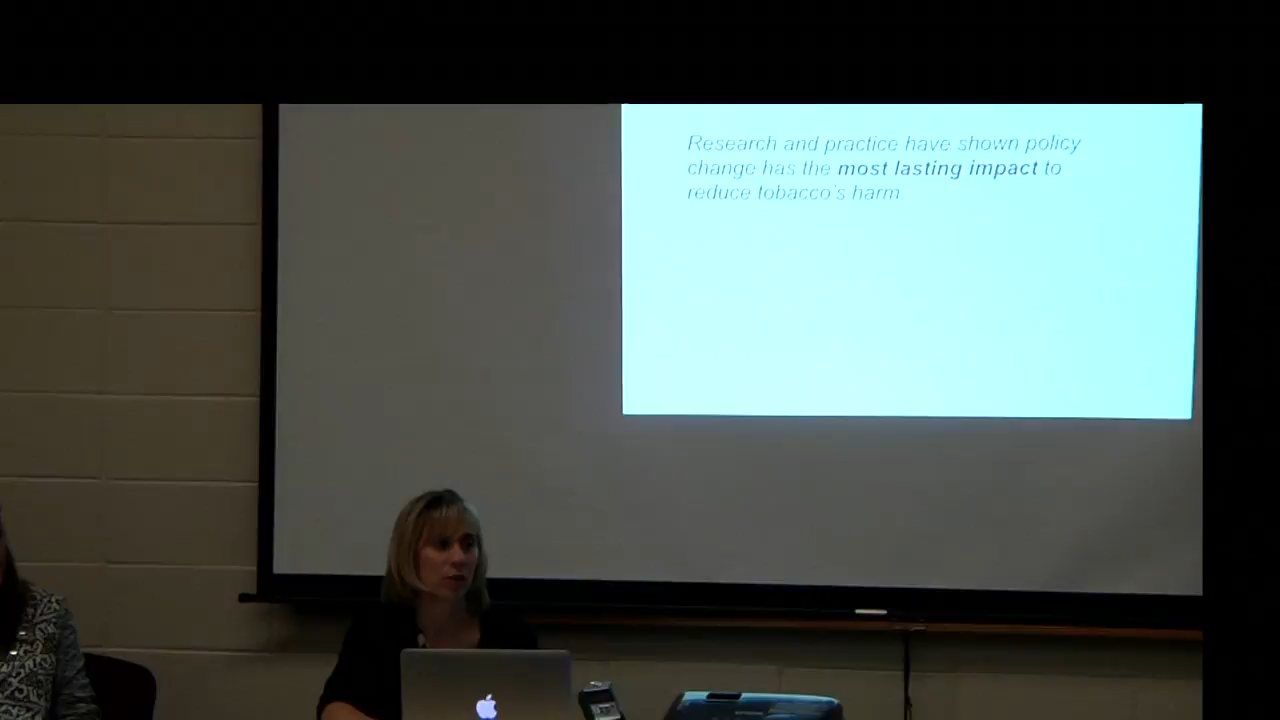 Research and practice have shown policy
change has the most lasting impact to
reduce tobacco's harm.